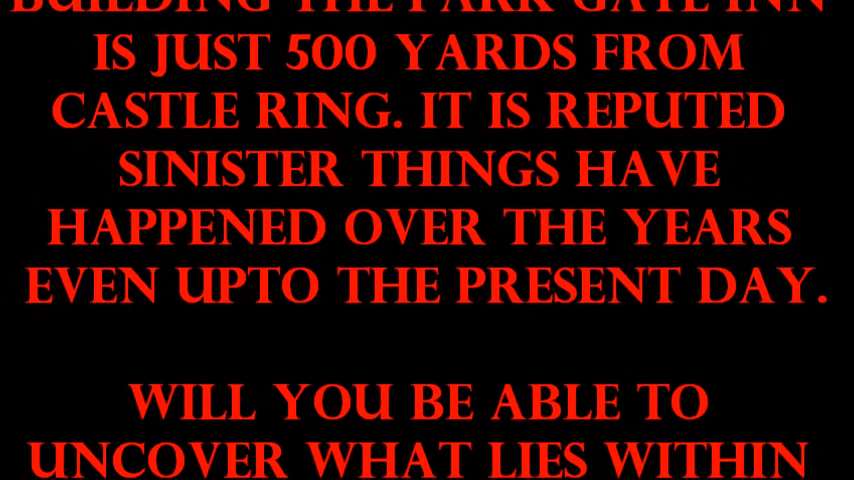 BUILDING THE PARK GATE INN
IS JUST 500 YARDS FROM
CASTLE RING. IT IS REPUTED
SINISTER THINGS HAVE
HAPPENED OVER THE YEARS
EVEN UPTO THE PRESENT DAY.
WILL YOU BE ABLE TO
UNCOVER WHAT LIES WITHIN